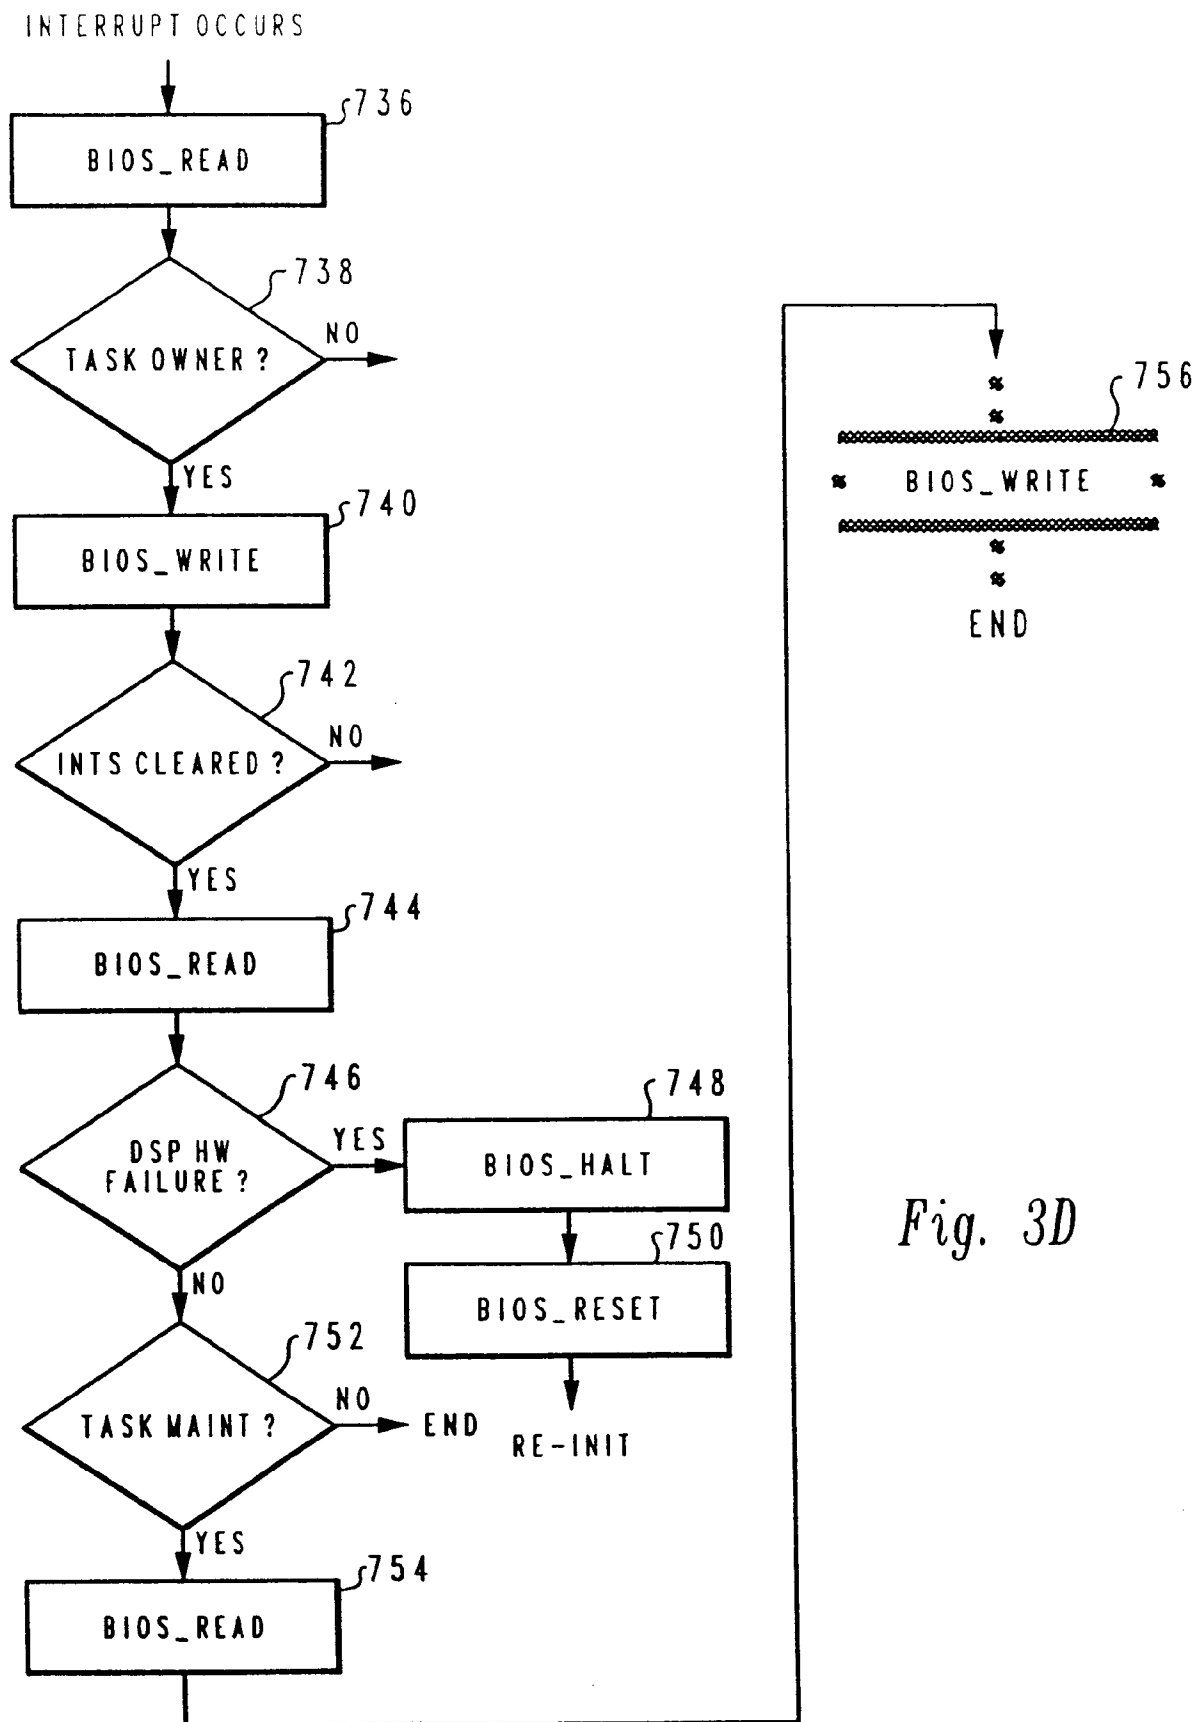 INTERRUPT OCCURS
736
BIOS_READ
738
TASK OWNER ?
NO
YES
740
BIOS_WRITE
742
INTS CLEARED ?
NO
YES
744
BIOS_READ
746
DSP HW
FAILURE ?
YES
748
BIOS_HALT
750
BIOS_RESET
RE-INIT
NO
752
TASK MAINT ?
NO
END
YES
754
BIOS_READ
756
BIOS_WRITE
END
Fig. 3D